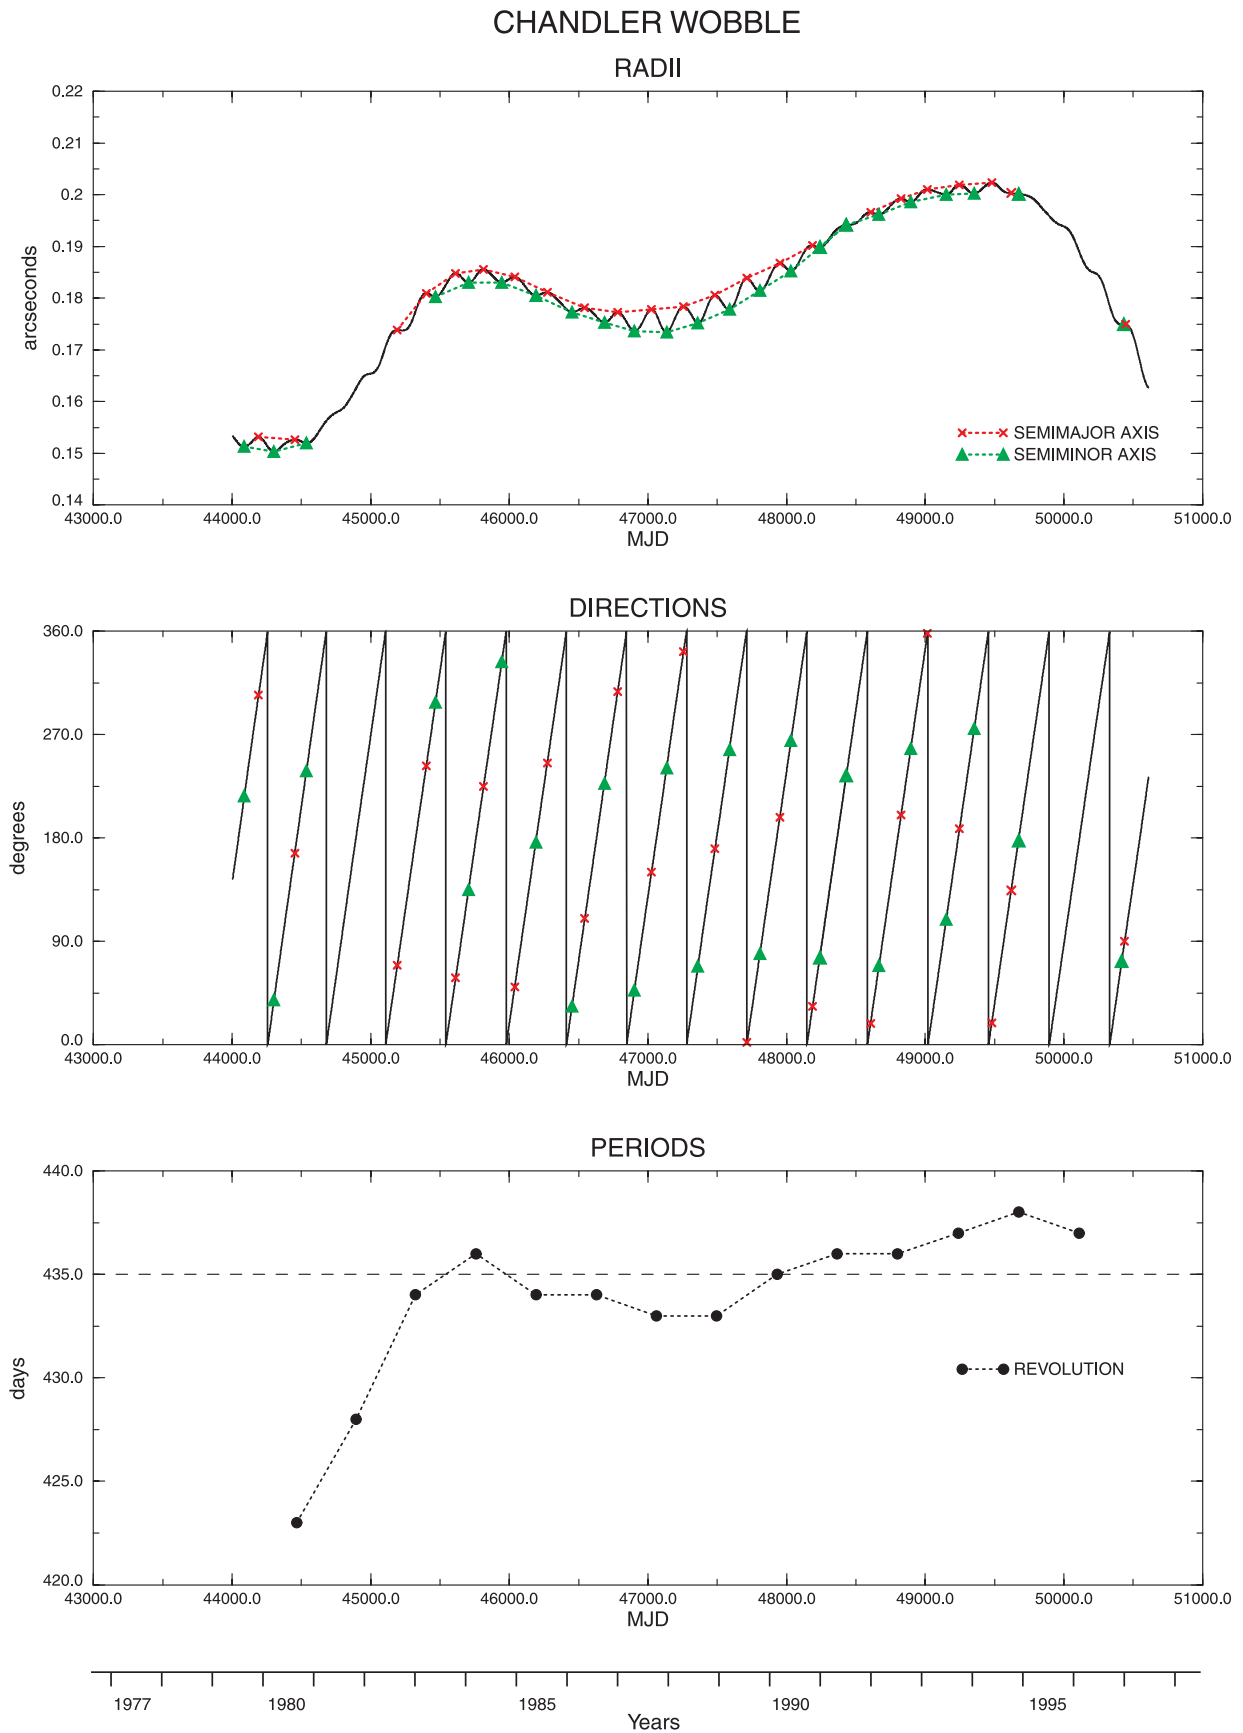 CHANDLER WOBBLE
RADII
0.22
0.21
0.2
0.19
0.18
0.17
0.16
0.15
0.14
arcseconds
SEMIMAJOR AXIS
SEMIMINOR AXIS
43000.0 44000.0 45000.0 46000.0 47000.0 48000.0 49000.0 50000.0 51000.0
MJD
DIRECTIONS
360.0
270.0
180.0
90.0
0.0
degrees
43000.0 44000.0 45000.0 46000.0 47000.0 48000.0 49000.0 50000.0 51000.0
MJD
PERIODS
440.0
435.0
430.0
425.0
420.0
days
REVOLUTION
43000.0 44000.0 45000.0 46000.0 47000.0 48000.0 49000.0 50000.0 51000.0
MJD
1977 1980 1985 1990 1995
Years